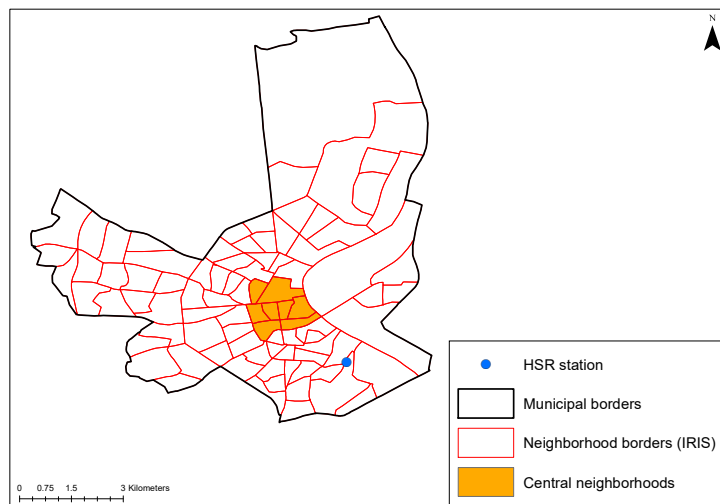 N
HSR station
Municipal borders
Neighborhood borders (IRIS)
Central neighborhoods
0 0.75 1.5 3 Kilometers